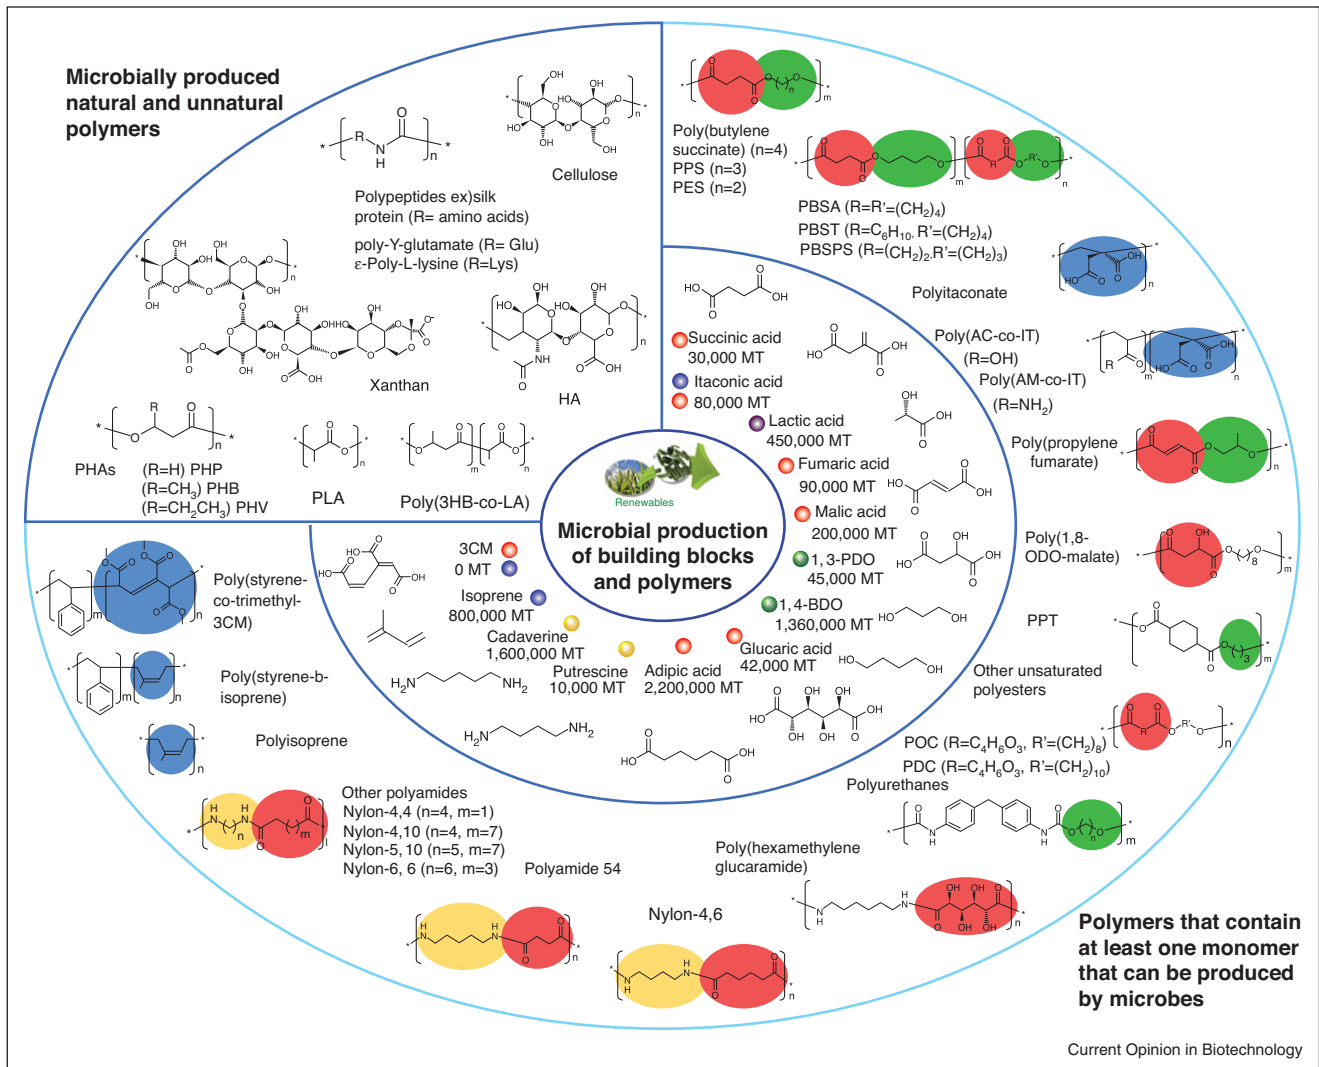 Microbially produced
natural and unnatural
polymers
Cellulose
Polypeptides ex)silk
protein (R= amino acids)
poly-Y-glutamate (R= Glu)
ε-Poly-L-lysine (R=Lys)
Xanthan
HA
PHAs
(R=H) PHP
(R=CH3) PHB
(R=CH2CH3) PHV
PLA
Poly(3HB-co-LA)
Poly(butylene
succinate) (n=4)
PPS (n=3)
PES (n=2)
PBSA (R=R'=(CH2)4)
PBST (R=C6H10, R'=(CH2)4)
PBSPS (R=(CH2)2,R'=(CH2)3)
Polyitaconate
Poly(AC-co-IT)
(R=OH)
Poly(AM-co-IT)
(R=NH2)
Poly(propylene
fumarate)
Poly(1,8-
ODO-malate)
PPT
Other unsaturated
polyesters
POC (R=C4H6O3, R'=(CH2)8)
PDC (R=C4H6O3, R'=(CH2)10)
Polyurethanes
Poly(hexamethylene
glucaramide)
Nylon-4,6
Polyamide 54
Other polyamides
Nylon-4,4 (n=4, m=1)
Nylon-4,10 (n=4, m=7)
Nylon-5, 10 (n=5, m=7)
Nylon-6, 6 (n=6, m=3)
Polyisoprene
Poly(styrene-b-
isoprene)
Poly(styrene-
co-trimethyl-
3CM)
Succinic acid
30,000 MT
Itaconic acid
80,000 MT
Lactic acid
450,000 MT
Fumaric acid
90,000 MT
Malic acid
200,000 MT
1,3-PDO
45,000 MT
1,4-BDO
1,360,000 MT
Glucaric acid
42,000 MT
Adipic acid
2,200,000 MT
Putrescine
10,000 MT
Cadaverine
1,600,000 MT
Isoprene
800,000 MT
3CM
0 MT
Renewables
Microbial production
of building blocks
and polymers
Polymers that contain
at least one monomer
that can be produced
by microbes
Current Opinion in Biotechnology